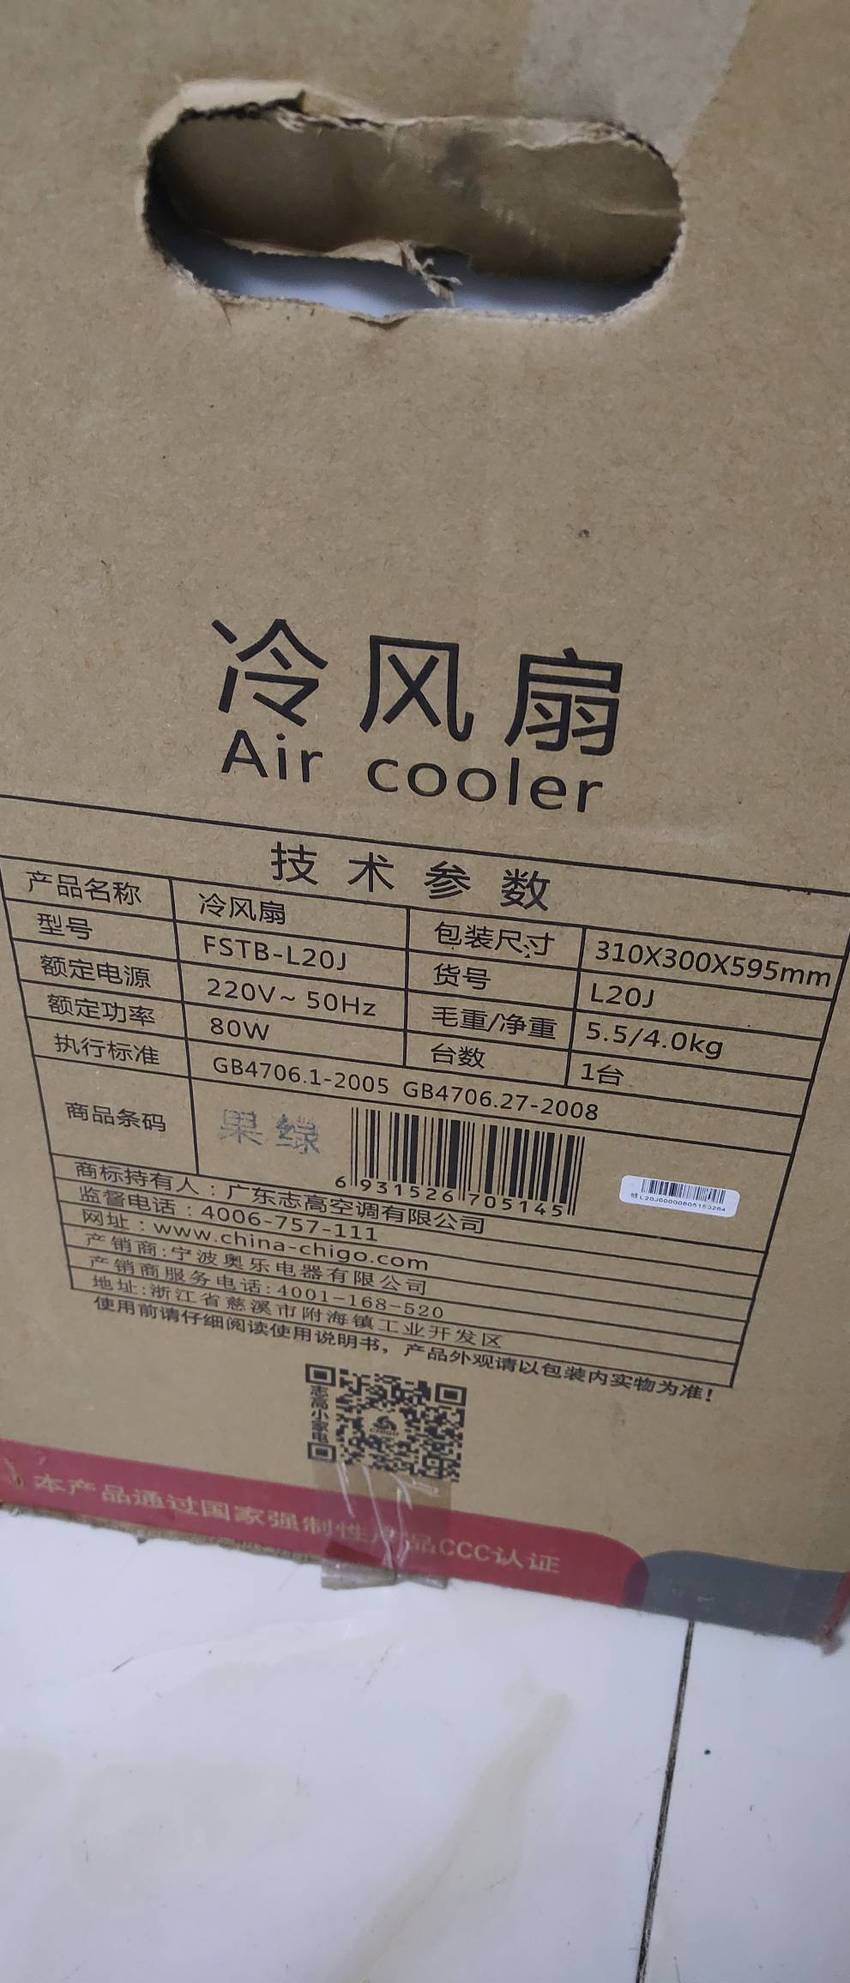 冷风扇
Air cooler
技术参数
产品名称 冷风扇 包装尺寸 310X300X595mm
型号 FSTB-L20J 货号 L20J
额定电源 220V~ 50Hz 毛重/净重 5.5/4.0kg
额定功率 80W 台数 1台
执行标准 GB4706.1-2005 GB4706.27-2008
商品条码 果绿 6 931526 705145
商标持有人：广东志高空调有限公司
监督电话：4006-757-111
网址：www.china-chigo.com
产销商:宁波奥乐电器有限公司
产销商服务电话:4001-168-520
地址:浙江省慈溪市附海镇工业开发区
使用前请仔细阅读使用说明书，产品外观请以包装内实物为准！
志高小家电
本产品通过国家强制性产品CCC认证